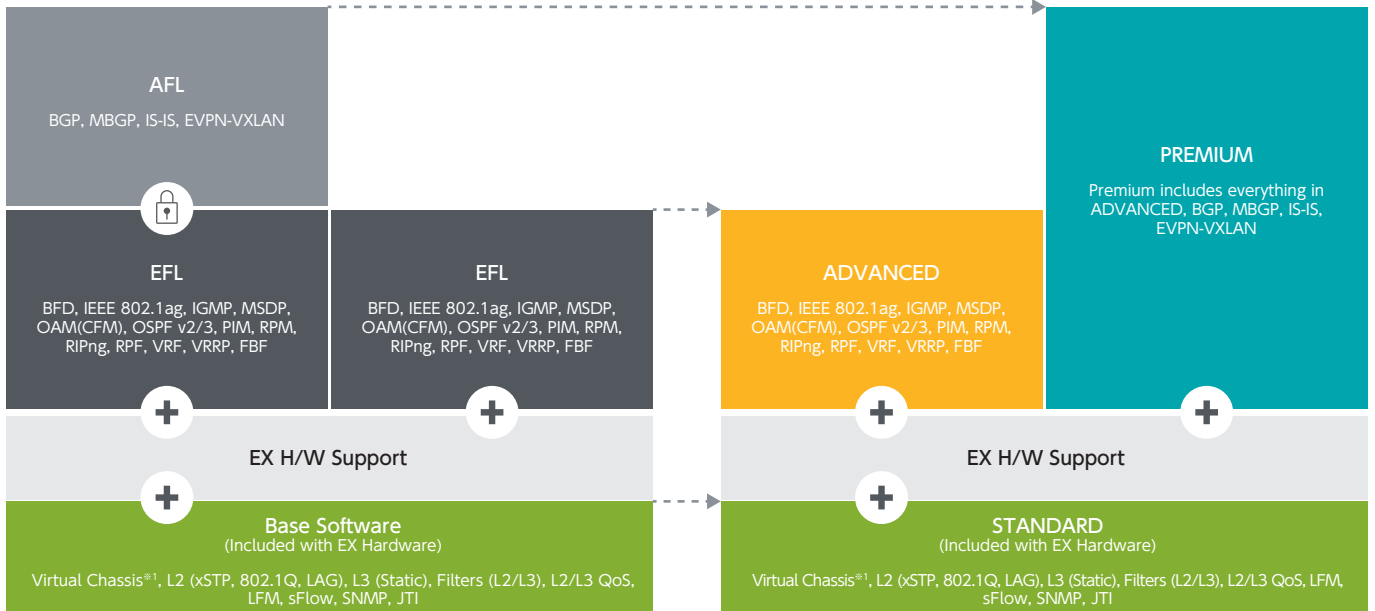 AFL
BGP, MBGP, IS-IS, EVPN-VXLAN
EFL
BFD, IEEE 802.1ag, IGMP, MSDP,
OAM(CFM), OSPF v2/3, PIM, RPM,
RIPng, RPF, VRF, VRRP, FBF
EFL
BFD, IEEE 802.1ag, IGMP, MSDP,
OAM(CFM), OSPF v2/3, PIM, RPM,
RIPng, RPF, VRF, VRRP, FBF
EX H/W Support
Base Software
(Included with EX Hardware)
Virtual Chassis※1, L2 (xSTP, 802.1Q, LAG), L3 (Static), Filters (L2/L3), L2/L3 QoS,
LFM, sFlow, SNMP, JTI
ADVANCED
BFD, IEEE 802.1ag, IGMP, MSDP,
OAM(CFM), OSPF v2/3, PIM, RPM,
RIPng, RPF, VRF, VRRP, FBF
PREMIUM
Premium includes everything in
ADVANCED, BGP, MBGP, IS-IS,
EVPN-VXLAN
EX H/W Support
STANDARD
(Included with EX Hardware)
Virtual Chassis※1, L2 (xSTP, 802.1Q, LAG), L3 (Static), Filters (L2/L3), L2/L3 QoS, LFM,
sFlow, SNMP, JTI